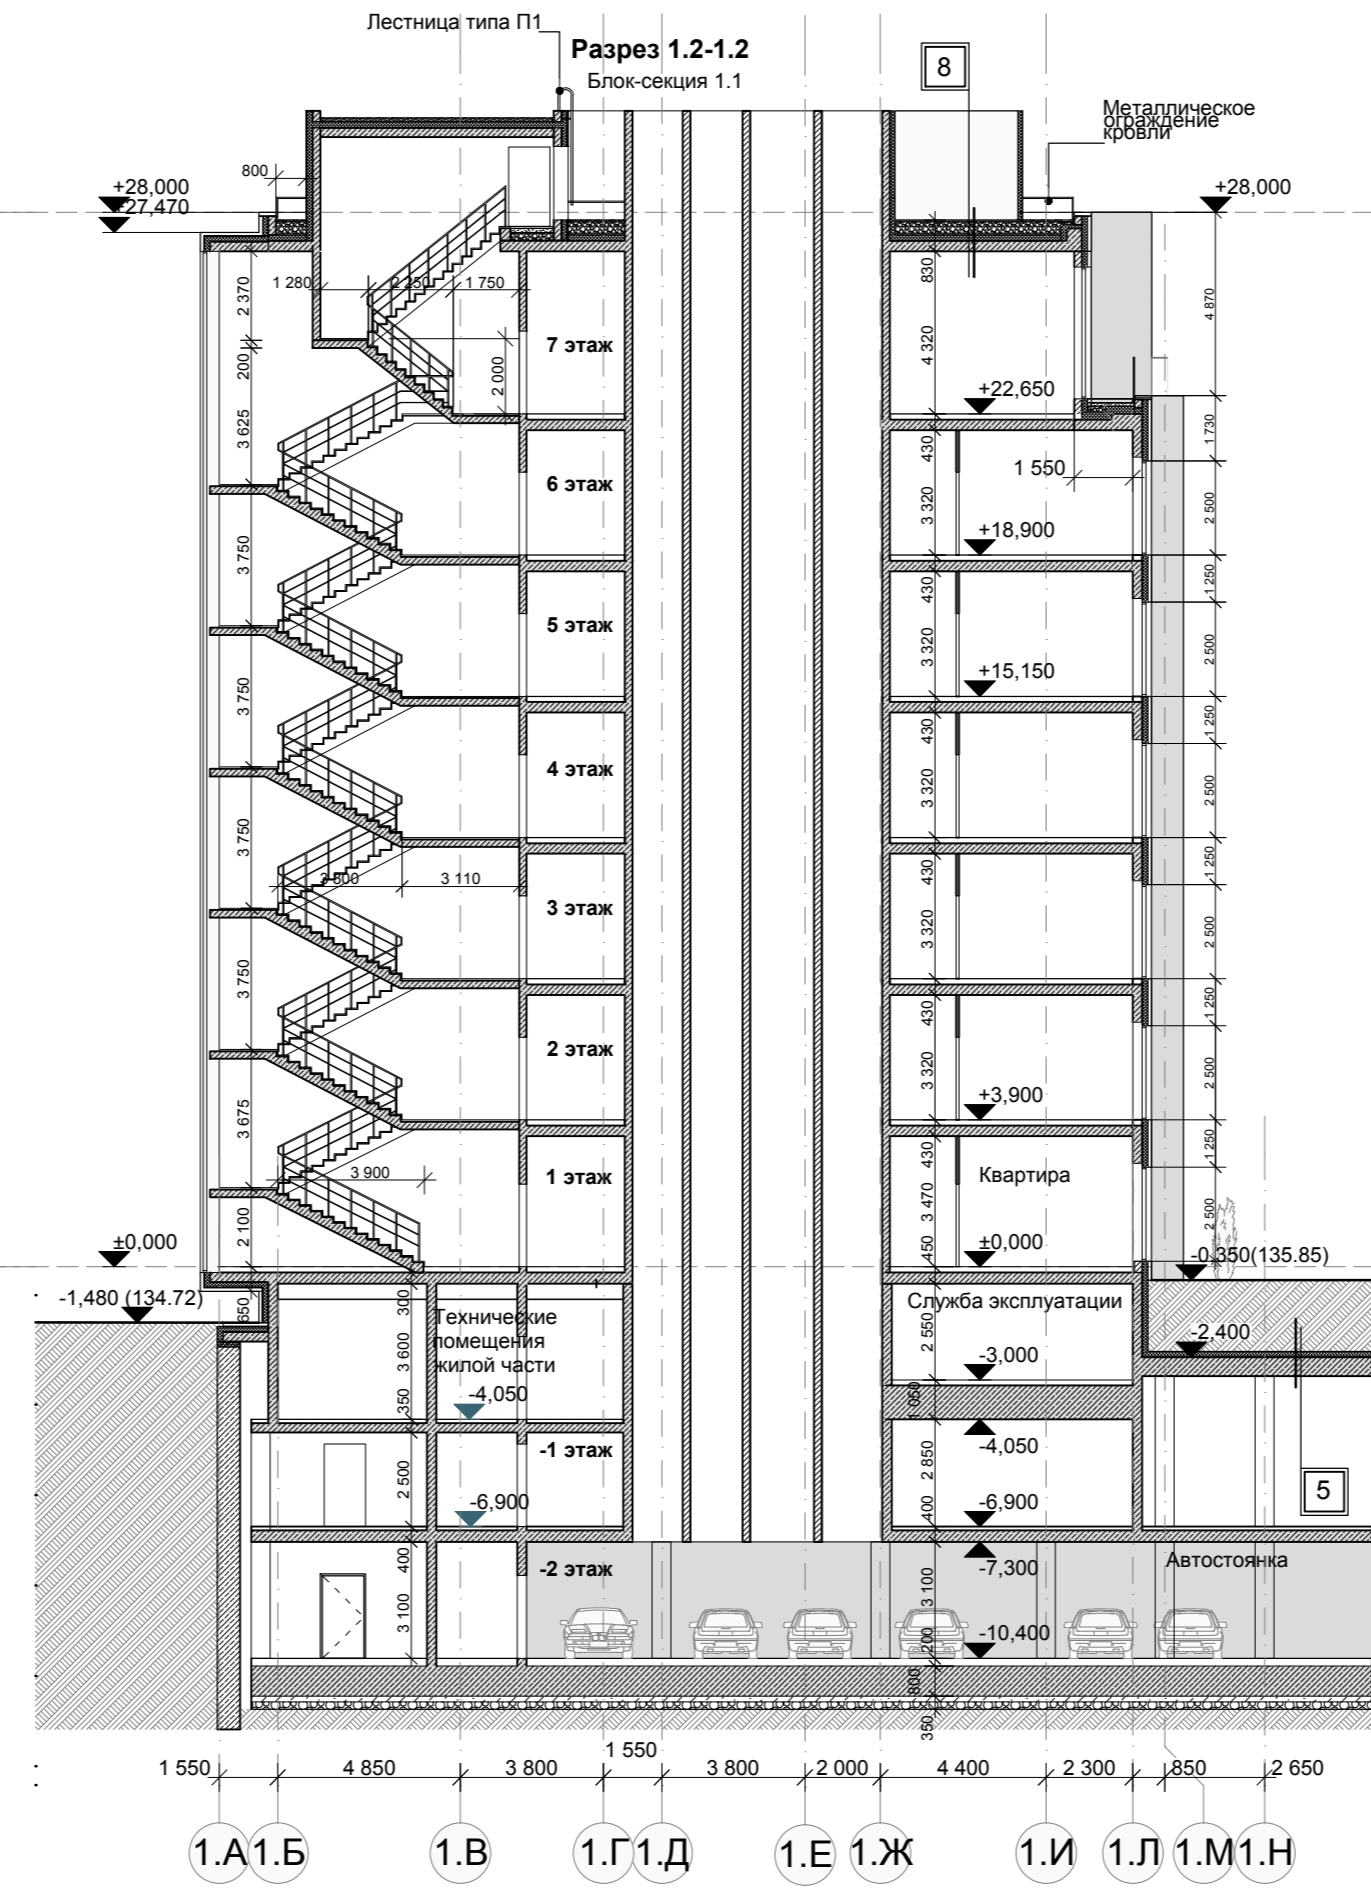 Лестница типа П1
Разрез 1.2-1.2
Блок-секция 1.1
8
Металлическое
ограждение
кровли
800
+28,000
+27,470
+28,000
1 280
2 250
1 750
2 370
200
3 625
2 000
7 этаж
830
4 320
4 870
+22,650
1 730
430
1 550
6 этаж
3 320
2 500
+18,900
3 750
1 250
430
5 этаж
3 320
2 500
+15,150
3 750
1 250
430
4 этаж
3 320
2 500
3 750
1 250
430
3 300
3 110
3 этаж
3 320
2 500
3 750
1 250
430
2 этаж
3 320
2 500
+3,900
3 675
1 250
430
3 900
1 этаж
Квартира
3 470
2 500
2 100
±0,000
450
±0,000
-0,350(135.85)
-1,480 (134.72)
650
300
Технические
помещения
жилой части
3 600
350
-4,050
Служба эксплуатации
2 550
-3,000
-2,400
1 050
-4,050
-1 этаж
2 500
2 850
-6,900
400
-6,900
5
400
-2 этаж
-7,300
Автостоянка
3 100
3 100
200
-10,400
800
350
1 550
4 850
3 800
1 550
3 800
2 000
4 400
2 300
850
2 650
1.А
1.Б
1.В
1.Г
1.Д
1.Е
1.Ж
1.И
1.Л
1.М
1.Н